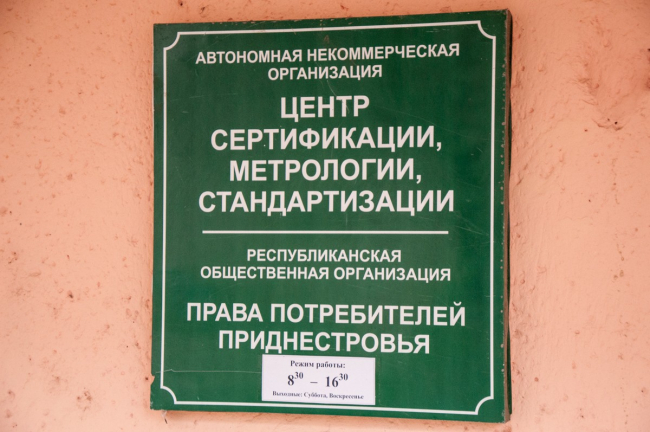 АВТОНОМНАЯ НЕКОММЕРЧЕСКАЯ
ОРГАНИЗАЦИЯ
ЦЕНТР
СЕРТИФИКАЦИИ,
МЕТРОЛОГИИ,
СТАНДАРТИЗАЦИИ
РЕСПУБЛИКАНСКАЯ
ОБЩЕСТВЕННАЯ ОРГАНИЗАЦИЯ
ПРАВА ПОТРЕБИТЕЛЕЙ
ПРИДНЕСТРОВЬЯ
Режим работы:
8³⁰ – 16³⁰
Выходные: Суббота, Воскресенье